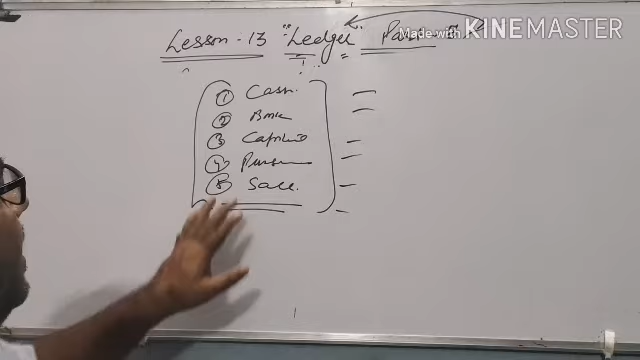 Lesson-13 "Ledger"
Made with KINEMASTER
① Cash.
② Bank
③ Capital
④ Purchase
⑤ Sale.